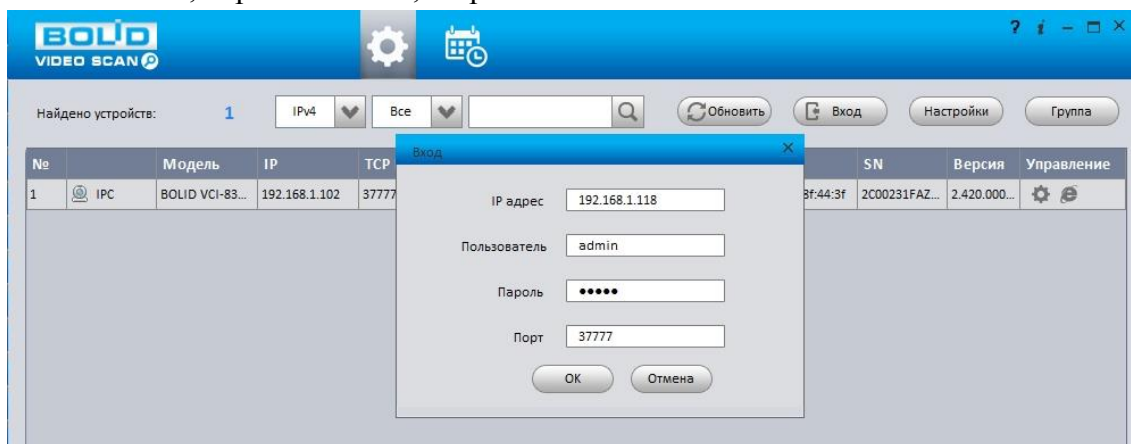 BOLID
VIDEO SCAN
? i
Найдено устройств: 1 IPv4 Все Обновить Вход Настройки Группа
№ Модель IP TCP SN Версия Управление
1 IPC BOLID VCI-83... 192.168.1.102 37777 8f:44:3f 2C00231FAZ... 2.420.000...
Вход
IP адрес 192.168.1.118
Пользователь admin
Пароль •••••
Порт 37777
OK Отмена